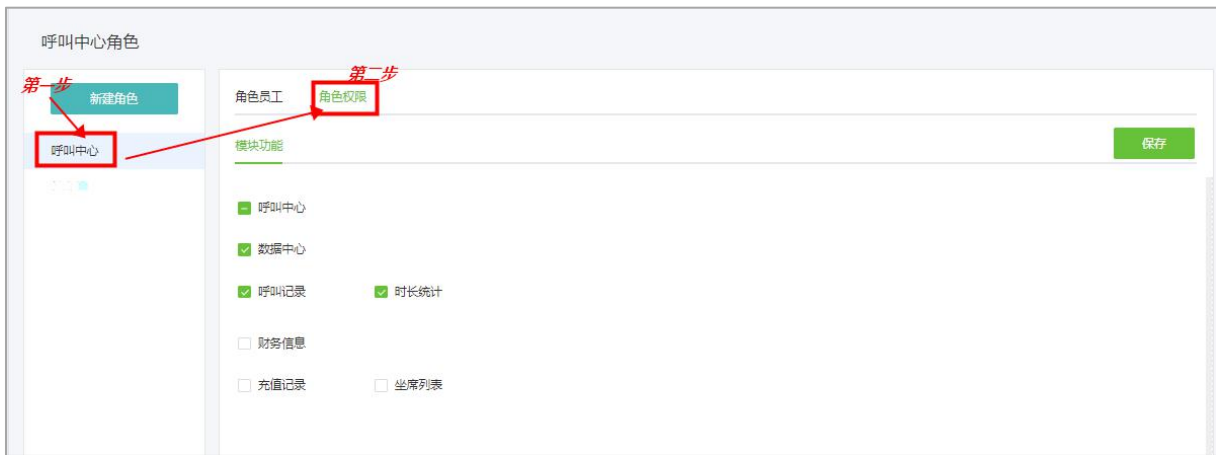 呼叫中心角色
第一步
新建角色
呼叫中心
第二步
角色员工 角色权限
模块功能 保存
呼叫中心
数据中心
呼叫记录 时长统计
财务信息
充值记录 坐席列表